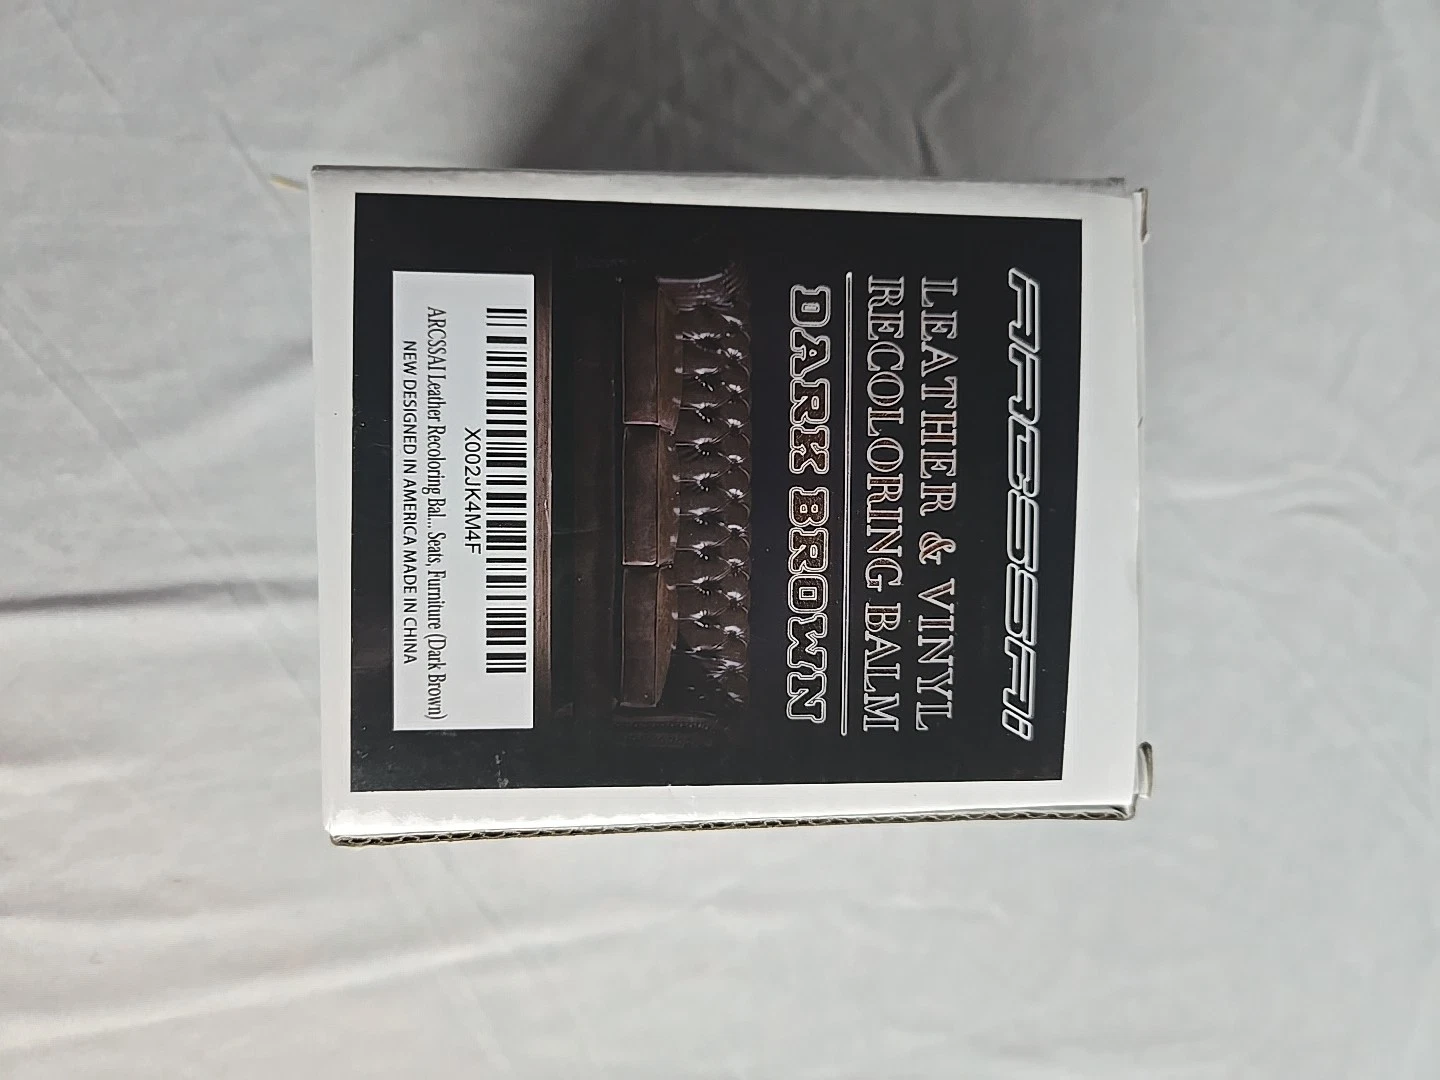 ARCSSAI
LEATHER & VINYL
RECOLORING BALM
DARK BROWN
X002JK4M4F
ARCSSAI Leather Recoloring Bal... Seats, Furniture (Dark Brown)
NEW DESIGNED IN AMERICA MADE IN CHINA